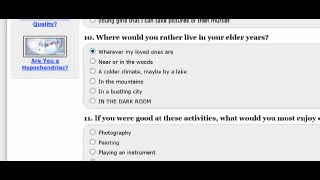 young girls that I can take pictures of then murder
Quality?
10. Where would you rather live in your elder years?
Wherever my loved ones are
Near or in the woods
A colder climate, maybe by a lake
In the mountains
In a bustling city
IN THE DARK ROOM
Are You a
Hypochondriac?
11. If you were good at these activities, what would you most enjoy
Photography
Painting
Playing an instrument